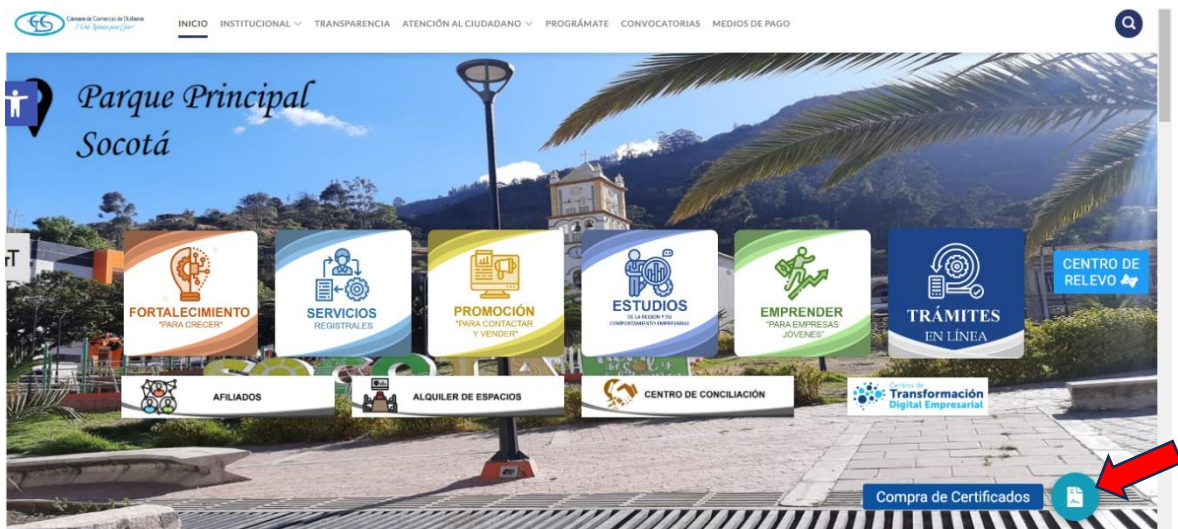 Cámara de Comercio de Duitama
INICIO INSTITUCIONAL TRANSPARENCIA ATENCIÓN AL CIUDADANO PROGRÁMATE CONVOCATORIAS MEDIOS DE PAGO
Parque Principal
Socotá
CENTRO DE
RELEVO
FORTALECIMIENTO
"PARA CRECER"
SERVICIOS
REGISTRALES
PROMOCIÓN
"PARA CONTACTAR
Y VENDER"
ESTUDIOS
DE LA REGION Y SU
COMPORTAMIENTO EMPRESARIAL
EMPRENDER
"PARA EMPRESAS
JÓVENES"
TRÁMITES
EN LÍNEA
AFILIADOS
ALQUILER DE ESPACIOS
CENTRO DE CONCILIACIÓN
Centros de
Transformación
Digital Empresarial
Compra de Certificados